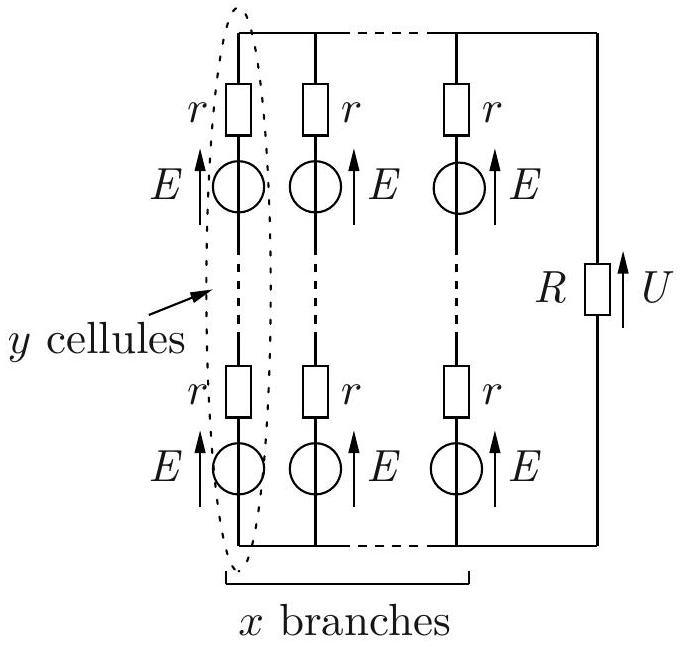 r r r
E E E
R U
y cellules
r r r
E E E
x branches